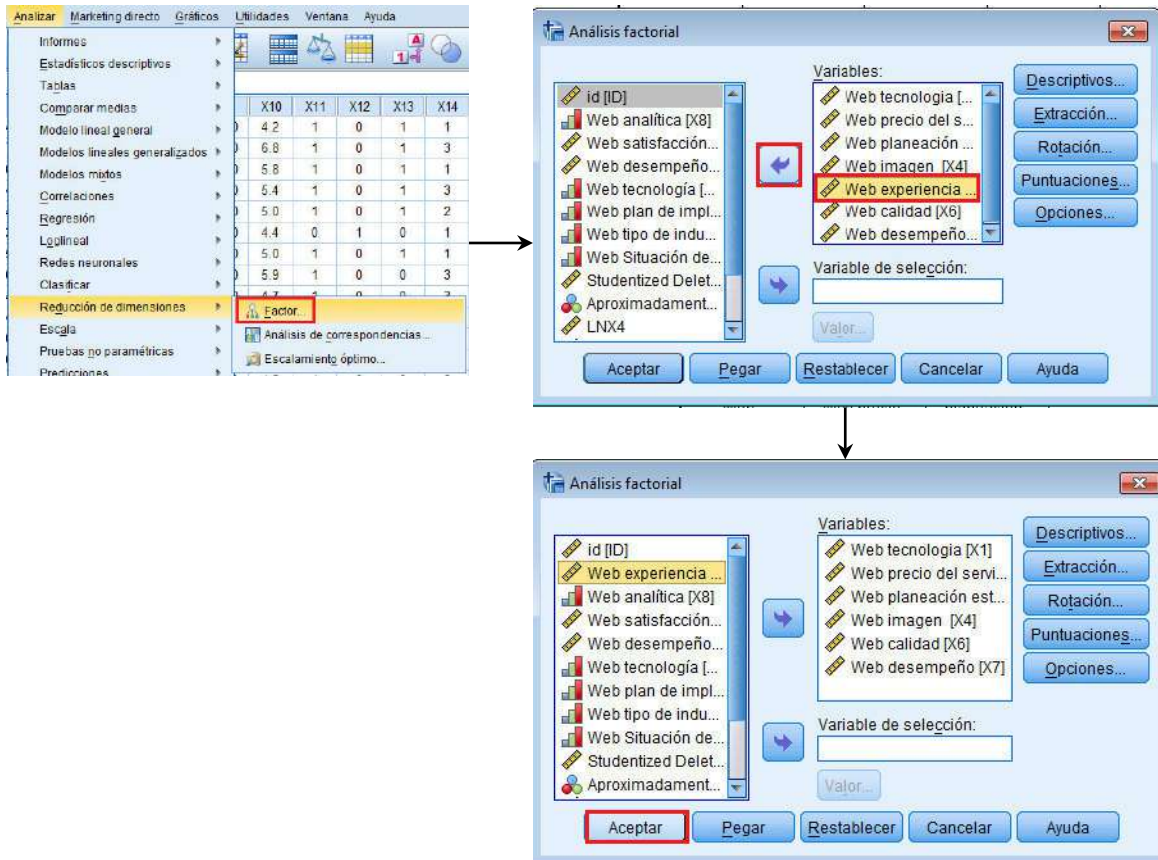 Analizar Marketing directo Gráficos Utilidades Ventana Ayuda
Informes
Estadísticos descriptivos
Tablas
Comparar medias
Modelo lineal general
Modelos lineales generalizados
Modelos mixtos
Correlaciones
Regresión
Loglineal
Redes neuronales
Clasificar
Reducción de dimensiones
Escala
Pruebas no paramétricas
Predicciones
X10 X11 X12 X13 X14
4.2 1 0 1 1
6.8 1 0 1 3
5.8 1 0 1 1
5.4 1 0 1 3
5.0 1 0 1 2
4.4 0 1 0 1
5.0 1 0 1 1
5.9 1 0 0 3
Factor...
Análisis de correspondencias...
Escalamiento óptimo...
Análisis factorial
id [ID]
Web analítica [X8]
Web satisfacción...
Web desempeño...
Web tecnología [...
Web plan de impl...
Web tipo de indu...
Web Situación de...
Studentized Delet...
Aproximadament...
LNX4
Variables:
Web tecnologia [...
Web precio del s...
Web planeación ...
Web imagen [X4]
Web experiencia ...
Web calidad [X6]
Web desempeño...
Variable de selección:
Valor...
Descriptivos...
Extracción...
Rotación...
Puntuaciones...
Opciones...
Aceptar Pegar Restablecer Cancelar Ayuda
Análisis factorial
id [ID]
Web experiencia ...
Web analítica [X8]
Web satisfacción...
Web desempeño...
Web tecnología [...
Web plan de impl...
Web tipo de indu...
Web Situación de...
Studentized Delet...
Aproximadament...
Variables:
Web tecnologia [X1]
Web precio del servi...
Web planeación est...
Web imagen [X4]
Web calidad [X6]
Web desempeño [X7]
Variable de selección:
Valor...
Descriptivos...
Extracción...
Rotación...
Puntuaciones...
Opciones...
Aceptar Pegar Restablecer Cancelar Ayuda